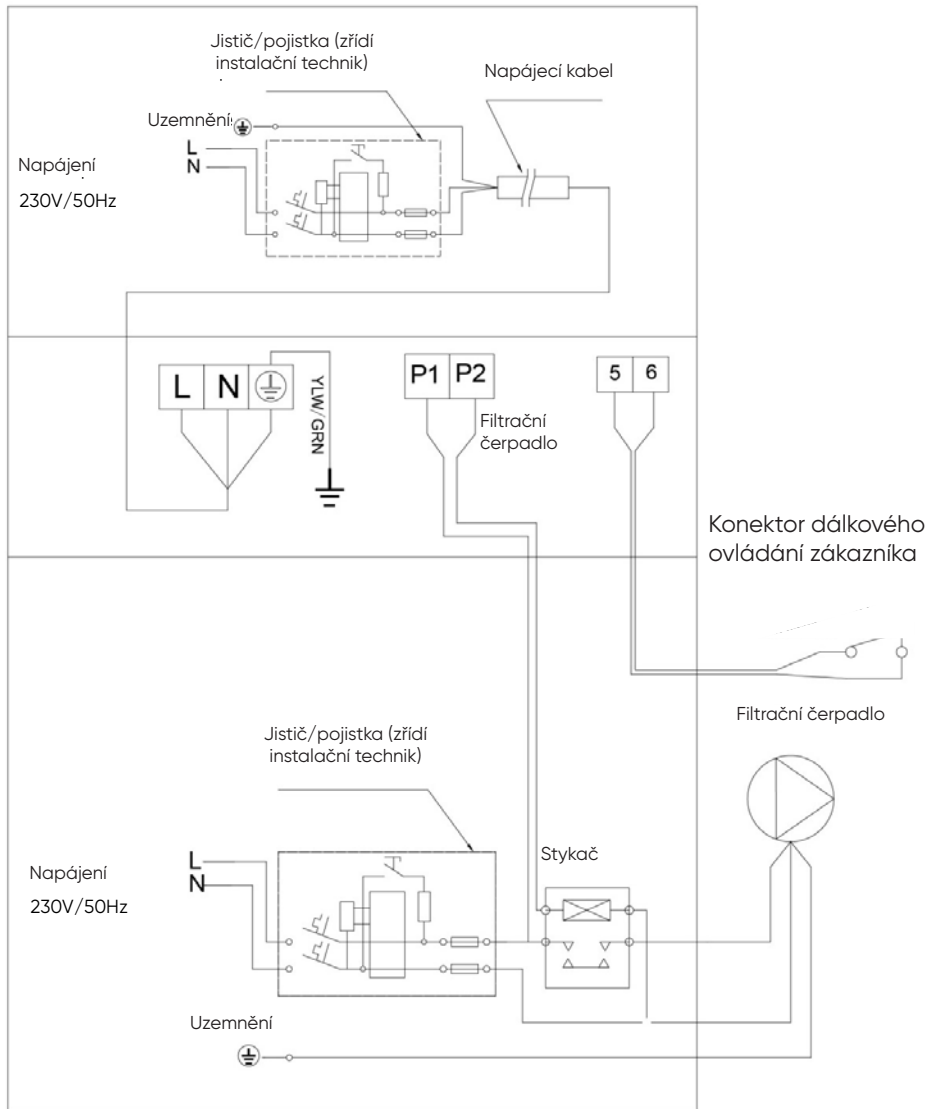 Jistič/pojistka (zřídí
instalační technik)
Napájecí kabel
Uzemnění:
L
N
Napájení
230V/50Hz
L N
YLW/GRN
P1 P2
5 6
Filtrační
čerpadlo
Konektor dálkového
ovládání zákazníka
Filtrační čerpadlo
Jistič/pojistka (zřídí
instalační technik)
Stykač
L
N
Napájení
230V/50Hz
Uzemnění